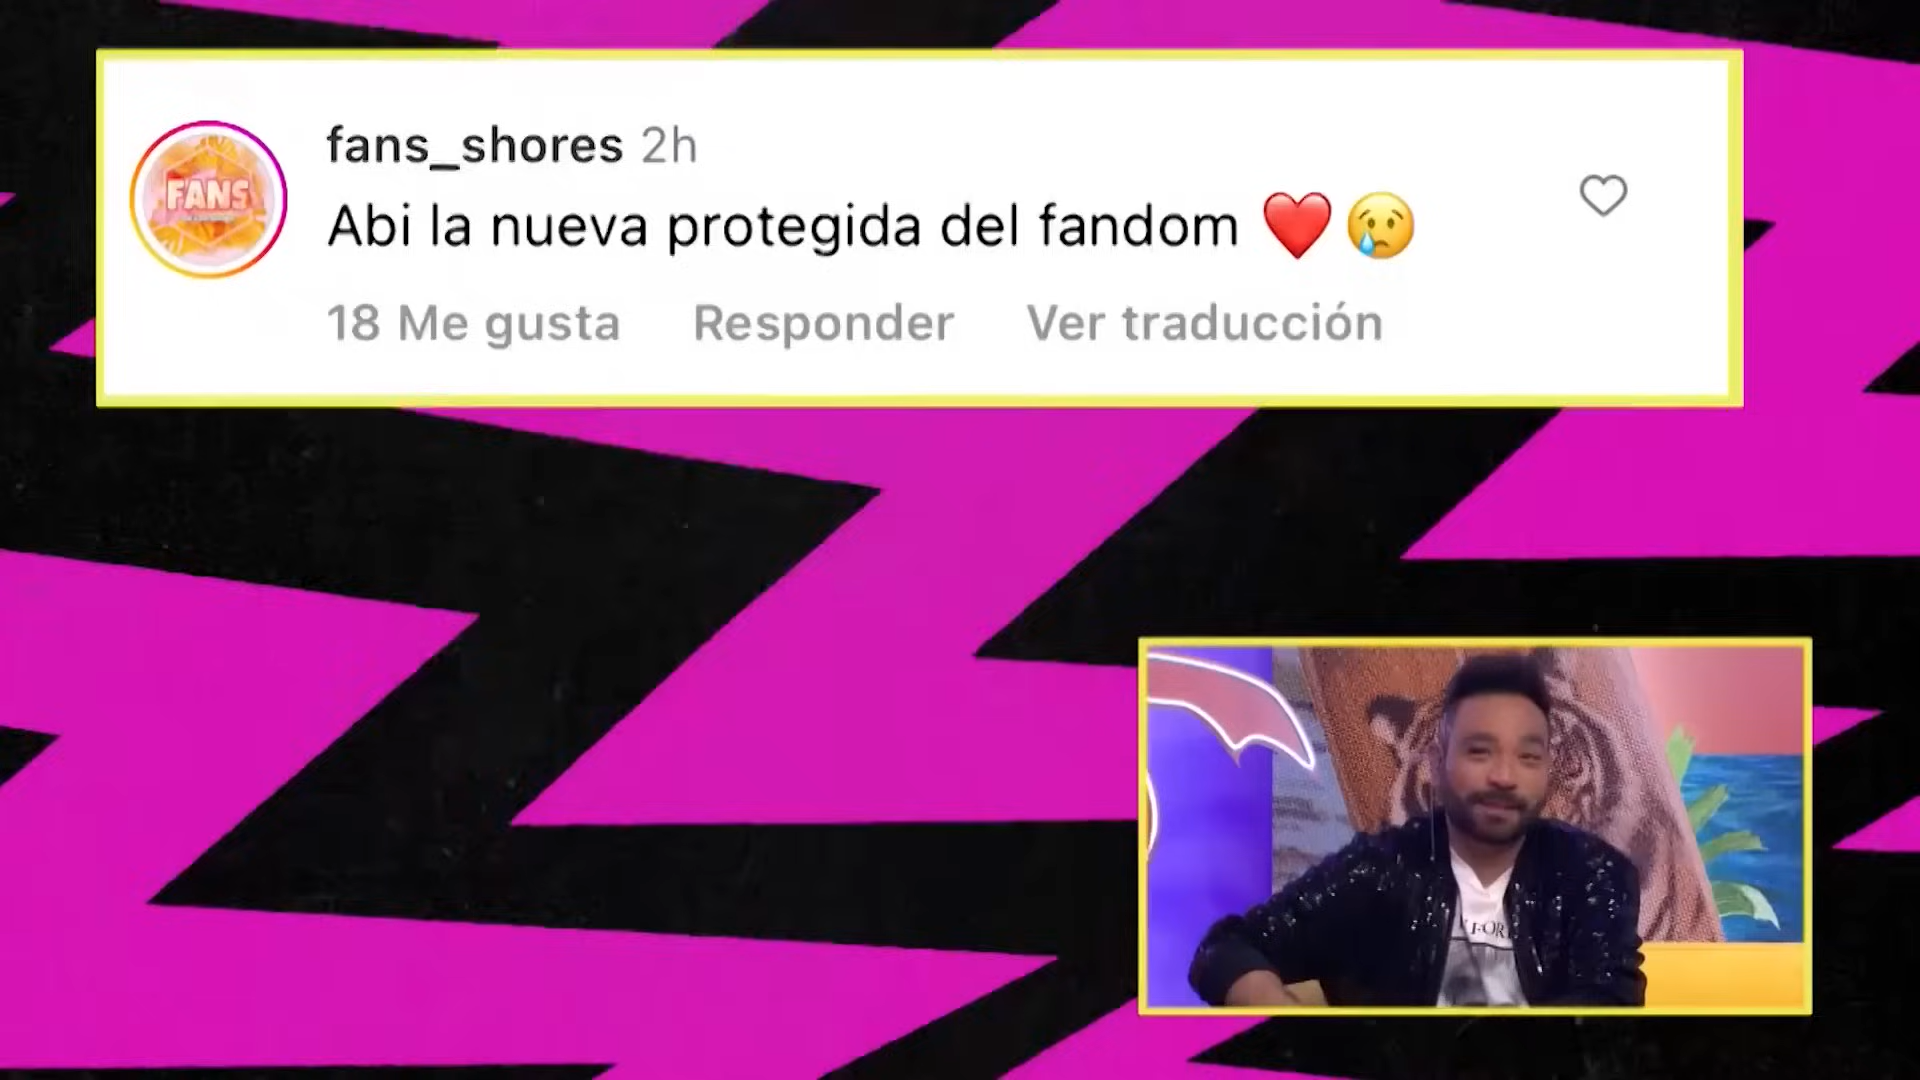 FANS
fans_shores 2h
Abi la nueva protegida del fandom ❤️😢
18 Me gusta Responder Ver traducción